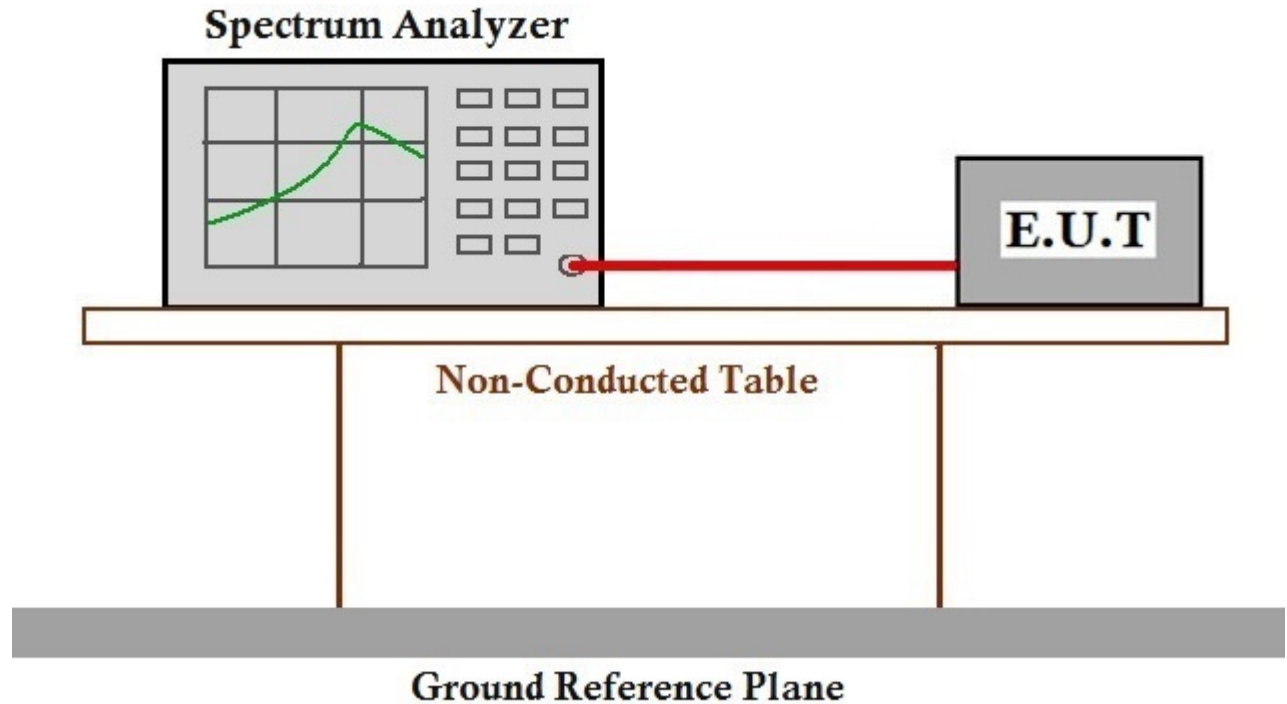 Spectrum Analyzer
E.U.T
Non-Conducted Table
Ground Reference Plane